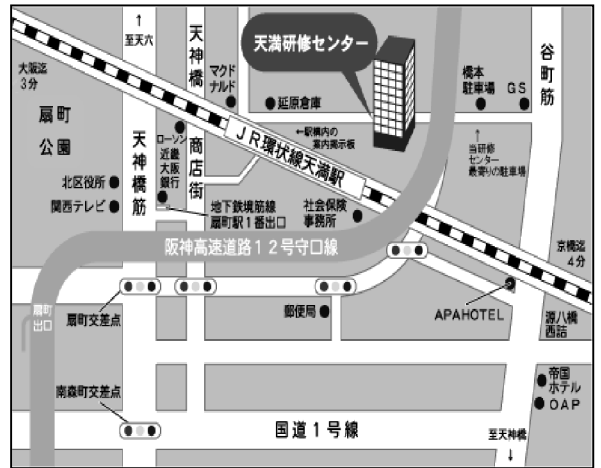 ↑
至天六
天神橋
マクド
ナルド
天満研修センター
谷町筋
大阪迄
3分
延原倉庫
橋本
駐車場
GS
扇町
公園
←駅構内の
案内掲示板
JR環状線天満駅
↑
当研修
センター
最寄りの駐車場
天神橋筋
ローソン
近畿
大阪
銀行
商店街
北区役所
関西テレビ
地下鉄堺筋線
扇町駅1番出口
社会保険
事務所
京橋迄
4分
阪神高速道路12号守口線
扇町
出口
扇町交差点
郵便局
APAHOTEL
源八橋
西詰
南森町交差点
帝国
ホテル
OAP
国道1号線
至天神橋
↓